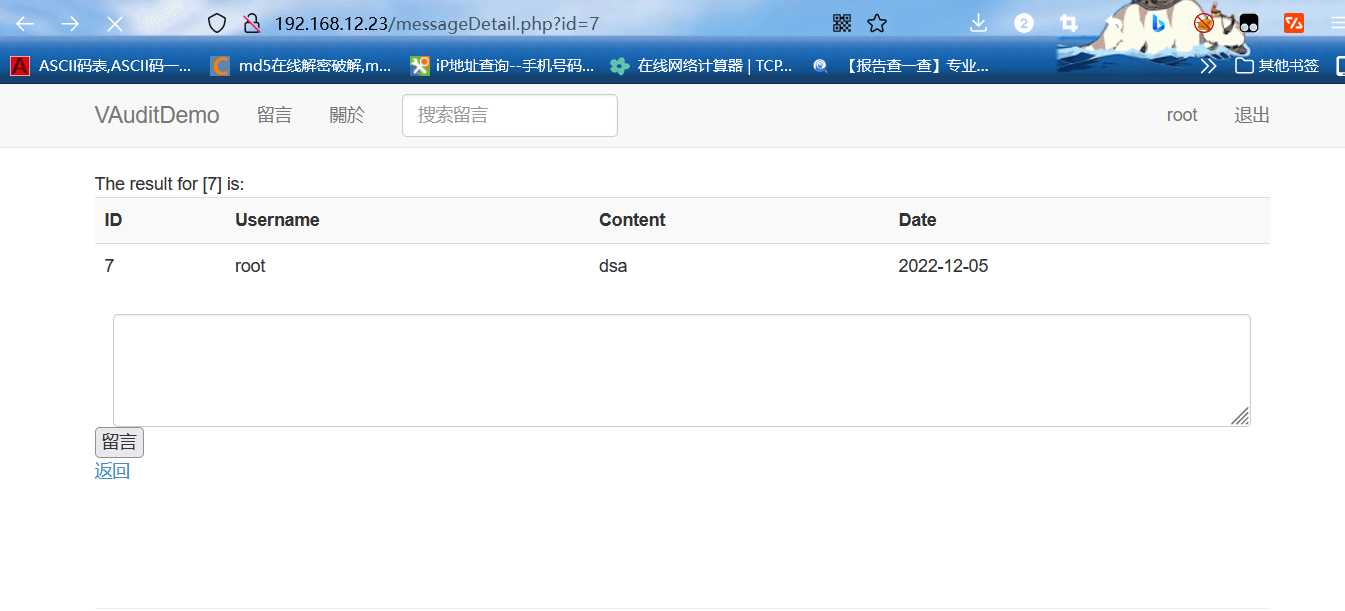 192.168.12.23/messageDetail.php?id=7
2
ASCII码表,ASCII码一... md5在线解密破解,m... iP地址查询--手机号码... 在线网络计算器 | TCP... 【报告查一查】专业... 其他书签
VAuditDemo 留言 關於 搜索留言 root 退出
The result for [7] is:
ID Username Content Date
7 root dsa 2022-12-05
留言
返回